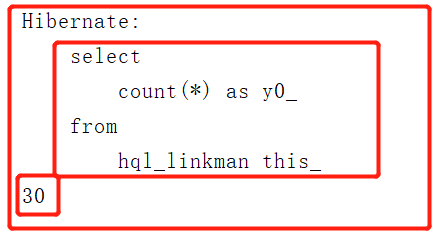 Hibernate:
select
count(*) as y0_
from
hql_linkman this_
30